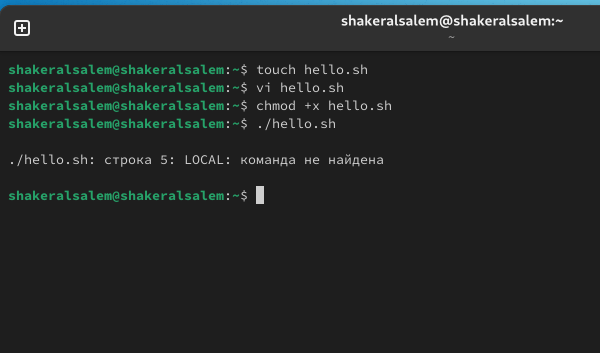 shakeralsalem@shakeralsalem:~
~
shakeralsalem@shakeralsalem:~$ touch hello.sh
shakeralsalem@shakeralsalem:~$ vi hello.sh
shakeralsalem@shakeralsalem:~$ chmod +x hello.sh
shakeralsalem@shakeralsalem:~$ ./hello.sh
./hello.sh: строка 5: LOCAL: команда не найдена
shakeralsalem@shakeralsalem:~$